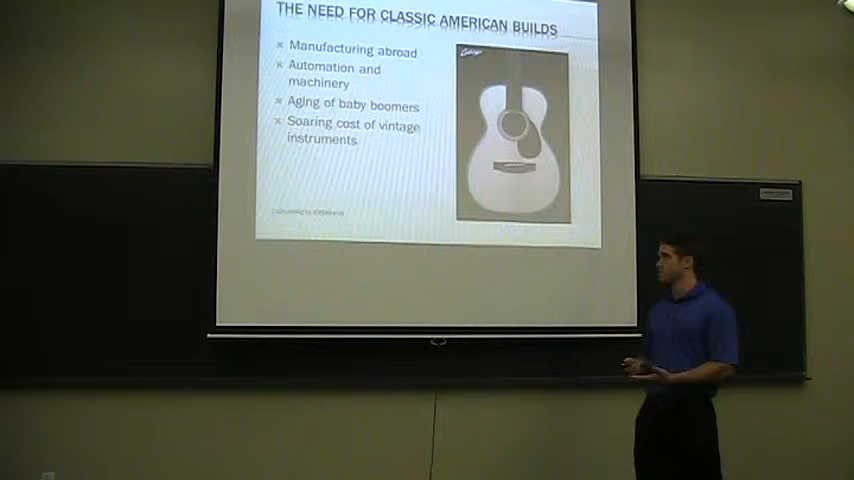 THE NEED FOR CLASSIC AMERICAN BUILDS
Manufacturing abroad
Automation and
machinery
Aging of baby boomers
Soaring cost of vintage
instruments